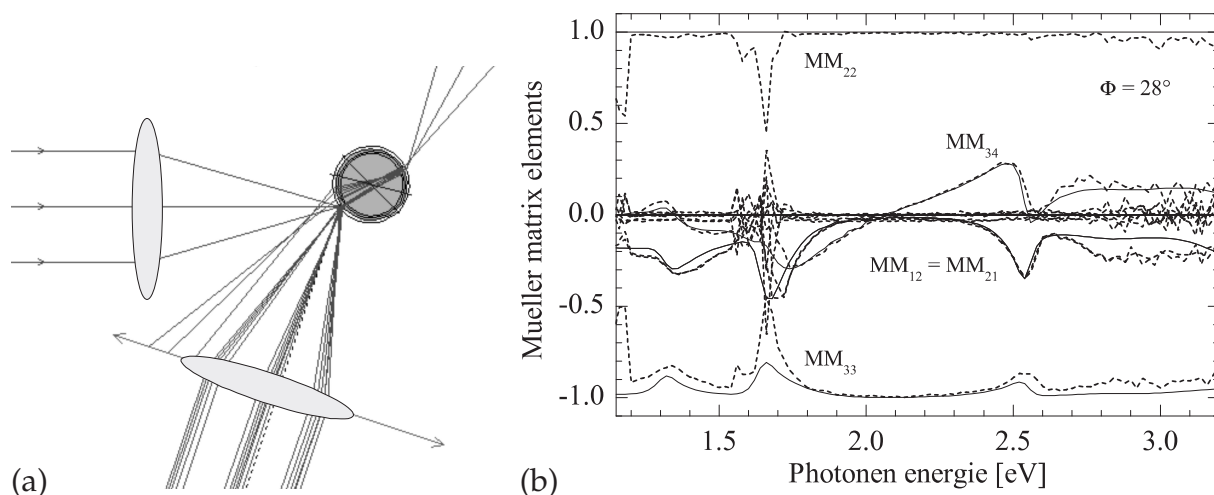 (a)
(b)
Mueller matrix elements
1.0
0.5
0.0
-0.5
-1.0
MM22
Φ = 28°
MM34
MM12 = MM21
MM33
1.5
2.0
2.5
3.0
Photonen energie [eV]